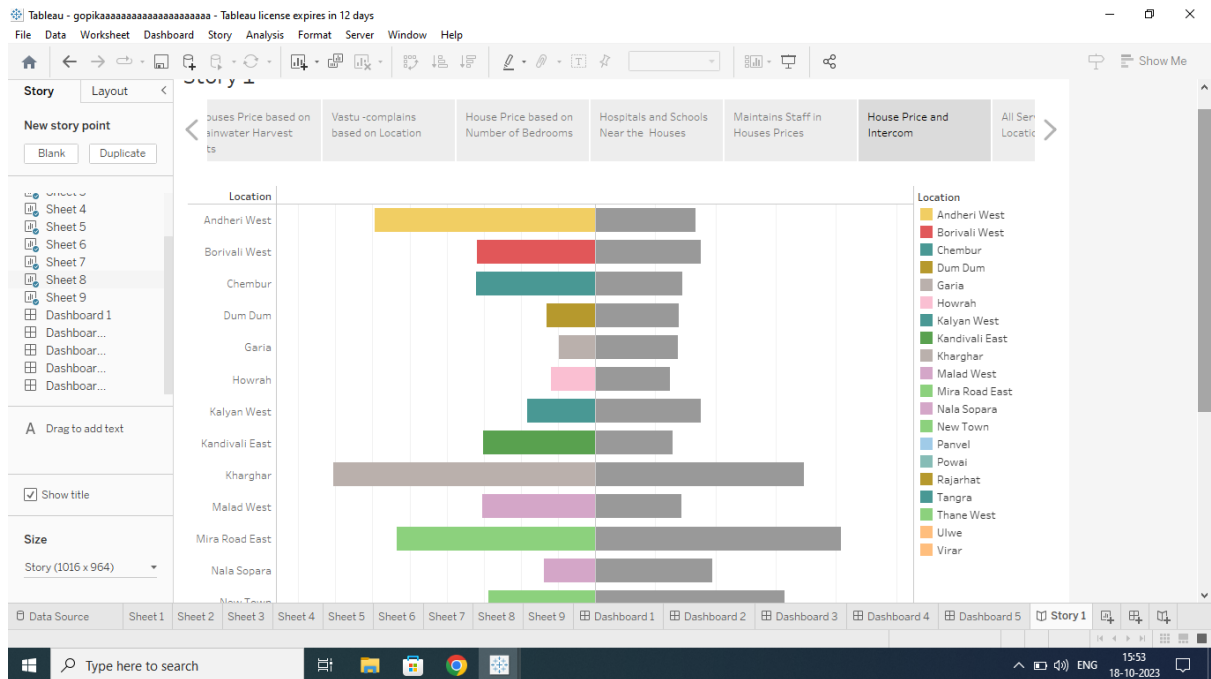 Tableau - gopikaaaaaaaaaaaaaaaaaaaaa - Tableau license expires in 12 days
File Data Worksheet Dashboard Story Analysis Format Server Window Help
Show Me
Story Layout
New story point
Blank Duplicate
Sheet 4
Sheet 5
Sheet 6
Sheet 7
Sheet 8
Sheet 9
Dashboard 1
Dashboar...
Dashboar...
Dashboar...
Dashboar...
A Drag to add text
Show title
Size
Story (1016 x 964)
Story 1
ouses Price based on
ainwater Harvest
ts
Vastu -complains
based on Location
House Price based on
Number of Bedrooms
Hospitals and Schools
Near the Houses
Maintains Staff in
Houses Prices
House Price and
Intercom
All Ser
Locatic
Location
Andheri West
Borivali West
Chembur
Dum Dum
Garia
Howrah
Kalyan West
Kandivali East
Kharghar
Malad West
Mira Road East
Nala Sopara
New Town
Location
Andheri West
Borivali West
Chembur
Dum Dum
Garia
Howrah
Kalyan West
Kandivali East
Kharghar
Malad West
Mira Road East
Nala Sopara
New Town
Panvel
Powai
Rajarhat
Tangra
Thane West
Ulwe
Virar
Data Source Sheet 1 Sheet 2 Sheet 3 Sheet 4 Sheet 5 Sheet 6 Sheet 7 Sheet 8 Sheet 9 Dashboard 1 Dashboard 2 Dashboard 3 Dashboard 4 Dashboard 5 Story 1
Type here to search
ENG
15:53
18-10-2023